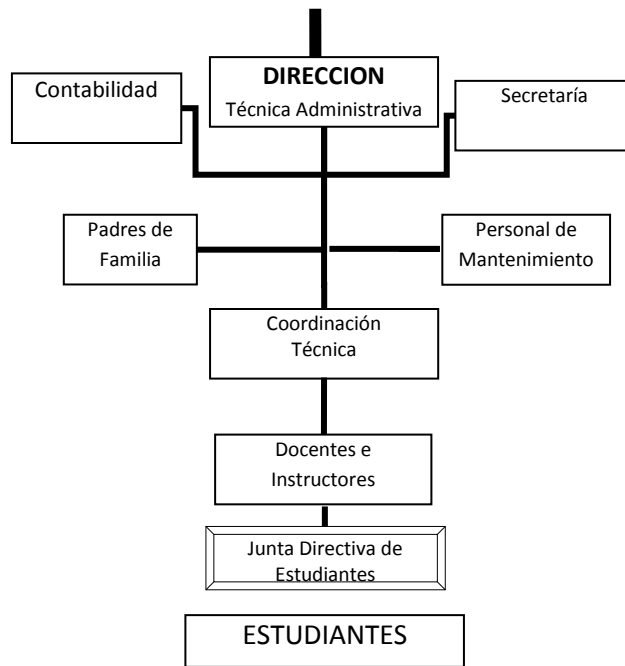 DIRECCION
Técnica Administrativa
Contabilidad
Secretaría
Padres de
Familia
Personal de
Mantenimiento
Coordinación
Técnica
Docentes e
Instructores
Junta Directiva de
Estudiantes
ESTUDIANTES